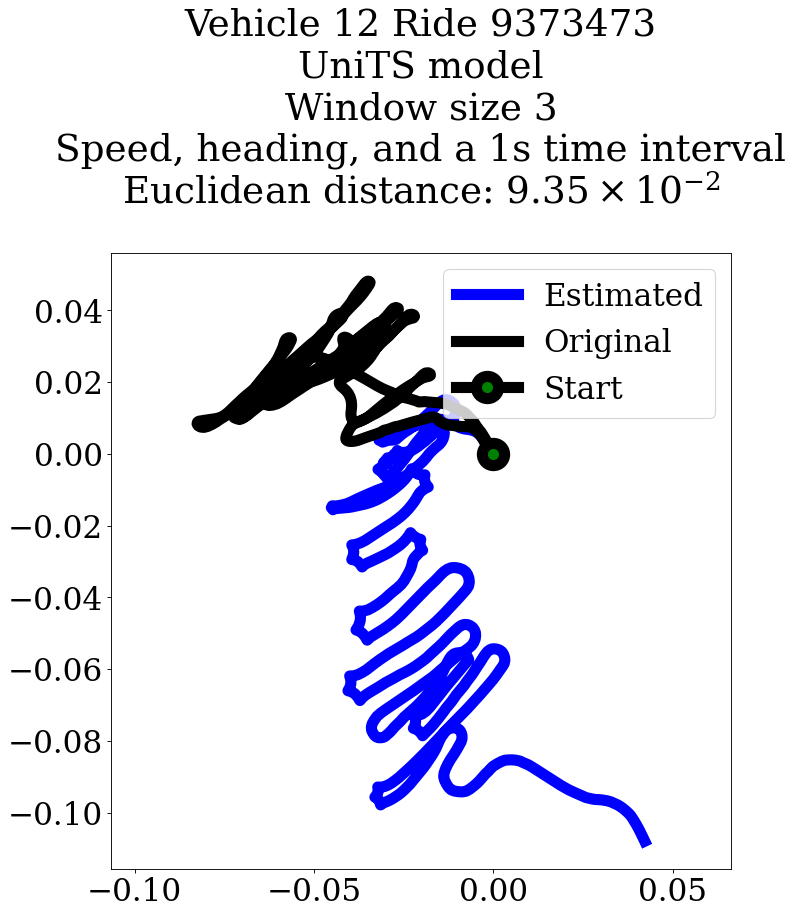 Vehicle 12 Ride 9373473
UniTS model
Window size 3
Speed, heading, and a 1s time interval
Euclidean distance: 9.35 × 10⁻²
Estimated
Original
Start
0.04
0.02
0.00
−0.02
−0.04
−0.06
−0.08
−0.10
−0.10 −0.05 0.00 0.05